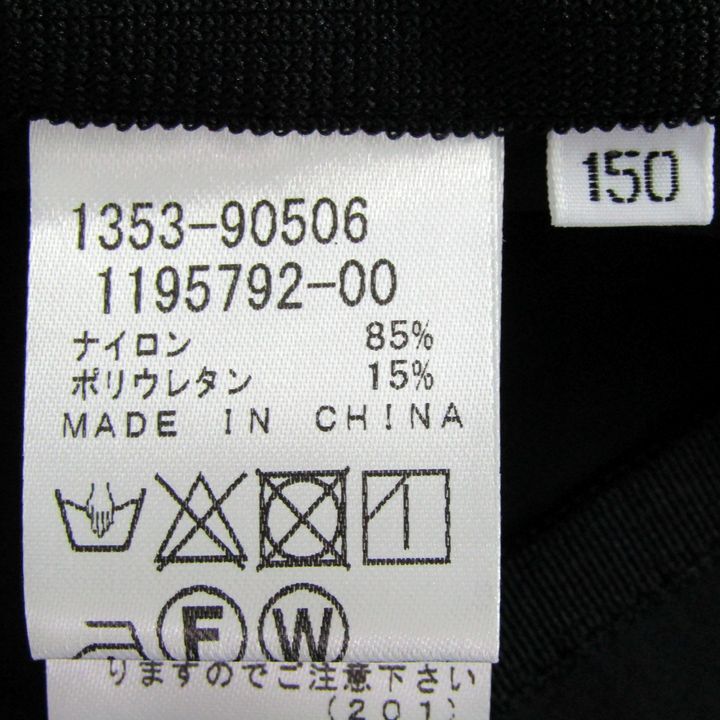 150
1353-90506
1195792-00
ナイロン 85%
ポリウレタン 15%
MADE IN CHINA
F W
りますのでご注意下さい